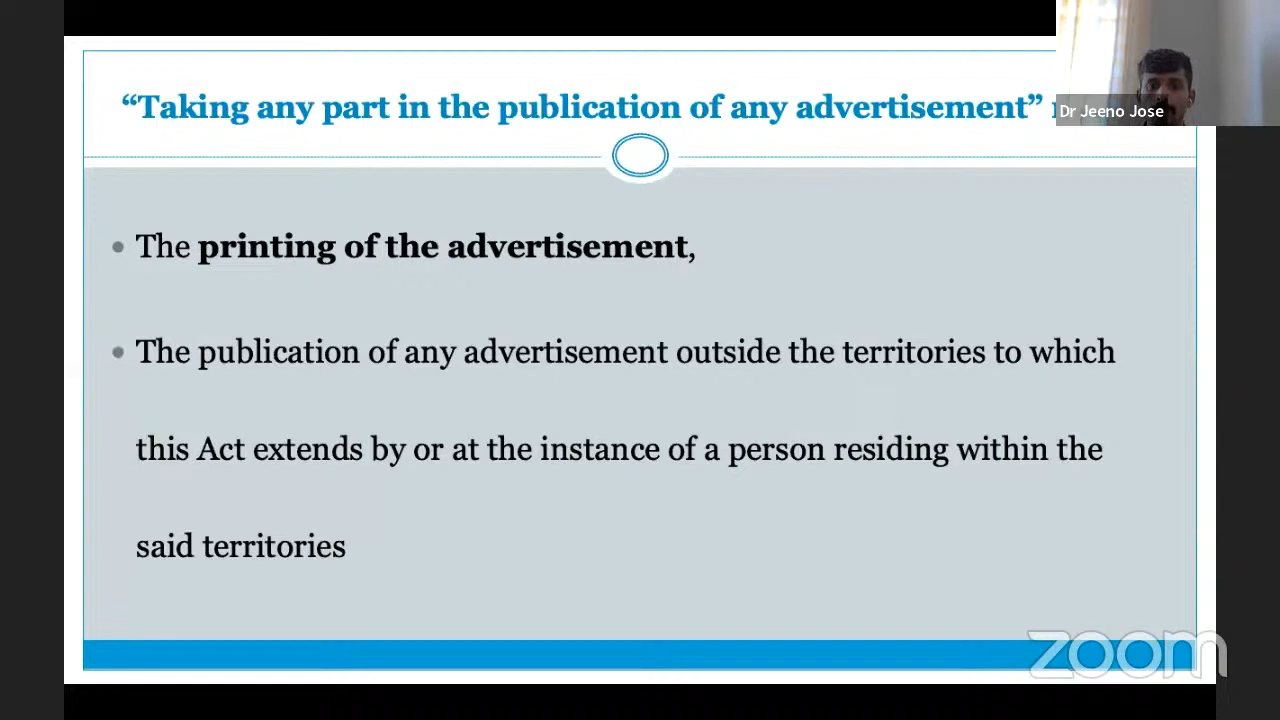 “Taking any part in the publication of any advertisement”
Dr Jeeno Jose
• The printing of the advertisement,
• The publication of any advertisement outside the territories to which
this Act extends by or at the instance of a person residing within the
said territories
zoom